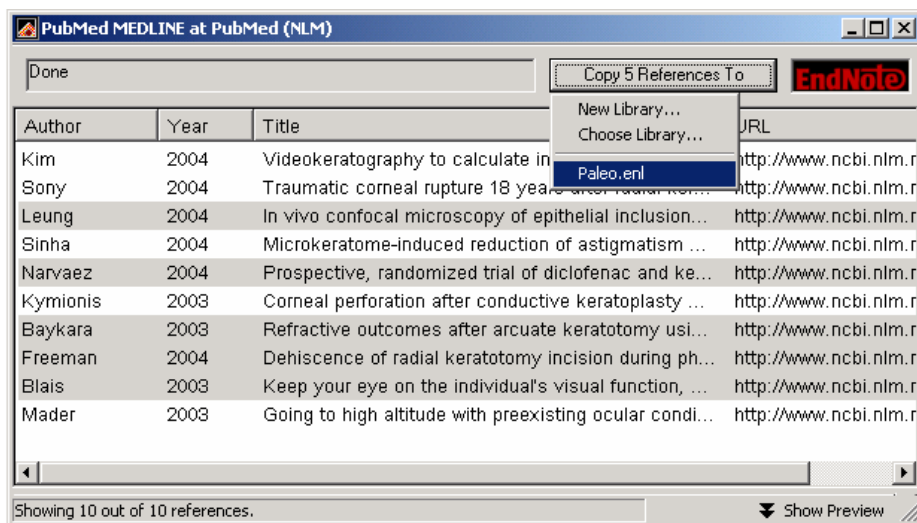 PubMed MEDLINE at PubMed (NLM)
Done
Copy 5 References To
EndNote
New Library...
Choose Library...
Paleo.enl
Author Year Title URL
Kim 2004 Videokeratography to calculate in http://www.ncbi.nlm.r
Sony 2004 Traumatic corneal rupture 18 years after radial ker... http://www.ncbi.nlm.r
Leung 2004 In vivo confocal microscopy of epithelial inclusion... http://www.ncbi.nlm.r
Sinha 2004 Microkeratome-induced reduction of astigmatism ... http://www.ncbi.nlm.r
Narvaez 2004 Prospective, randomized trial of diclofenac and ke... http://www.ncbi.nlm.r
Kymionis 2003 Corneal perforation after conductive keratoplasty ... http://www.ncbi.nlm.r
Baykara 2003 Refractive outcomes after arcuate keratotomy usi... http://www.ncbi.nlm.r
Freeman 2004 Dehiscence of radial keratotomy incision during ph... http://www.ncbi.nlm.r
Blais 2003 Keep your eye on the individual's visual function, ... http://www.ncbi.nlm.r
Mader 2003 Going to high altitude with preexisting ocular condi... http://www.ncbi.nlm.r
Showing 10 out of 10 references.
Show Preview